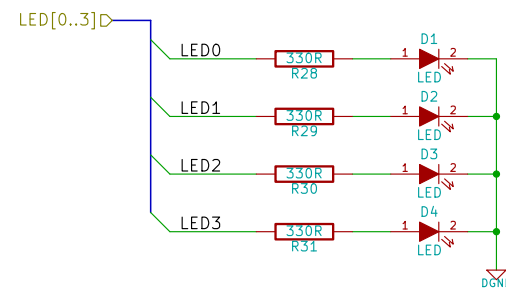 LED[0..3]
LED0
330R
R28
1
D1
2
LED
LED1
330R
R29
1
D2
2
LED
LED2
330R
R30
1
D3
2
LED
LED3
330R
R31
1
D4
2
LED